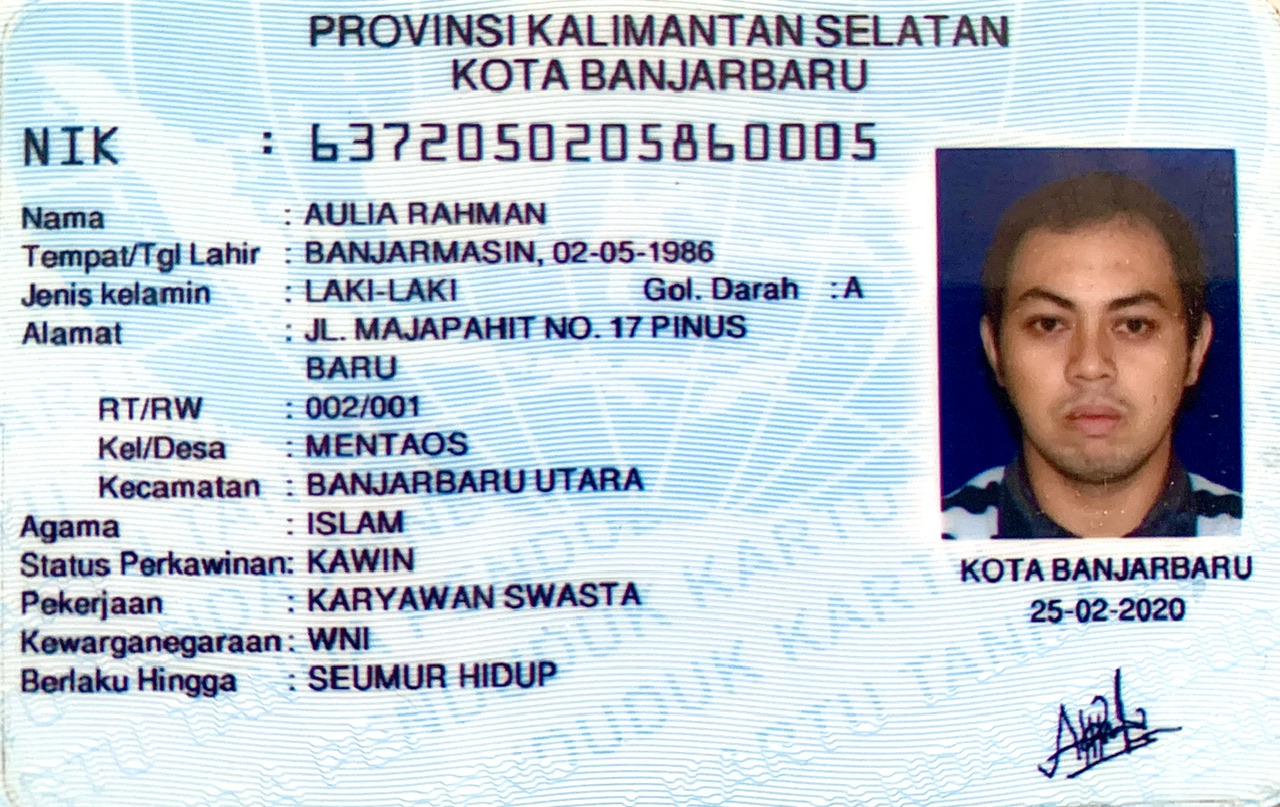 PROVINSI KALIMANTAN SELATAN
KOTA BANJARBARU
NIK : 6372050205860005
Nama : AULIA RAHMAN
Tempat/Tgl Lahir : BANJARMASIN, 02-05-1986
Jenis kelamin : LAKI-LAKI Gol. Darah : A
Alamat : JL. MAJAPAHIT NO. 17 PINUS
BARU
RT/RW : 002/001
Kel/Desa : MENTAOS
Kecamatan : BANJARBARU UTARA
Agama : ISLAM
Status Perkawinan: KAWIN
Pekerjaan : KARYAWAN SWASTA
Kewarganegaraan : WNI
Berlaku Hingga : SEUMUR HIDUP
KOTA BANJARBARU
25-02-2020